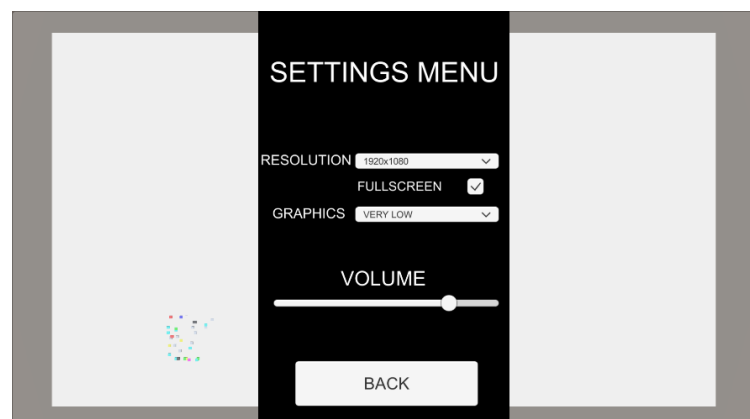 SETTINGS MENU
RESOLUTION 1920x1080
FULLSCREEN
GRAPHICS VERY LOW
VOLUME
BACK